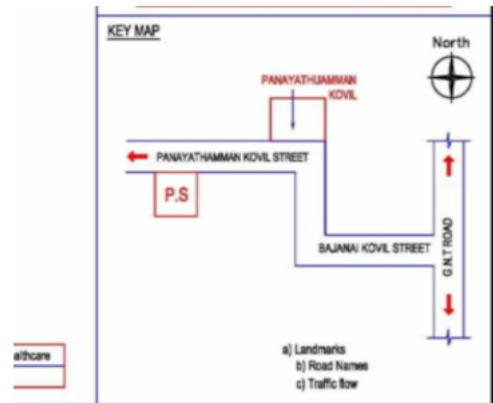 KEY MAP
North
PANAYATHUAMMAN
KOVIL
PANAYATHAMMAN KOVIL STREET
P.S
BAJANAI KOVIL STREET
G.N.T ROAD
a) Landmarks
b) Road Names
c) Traffic flow
althcare